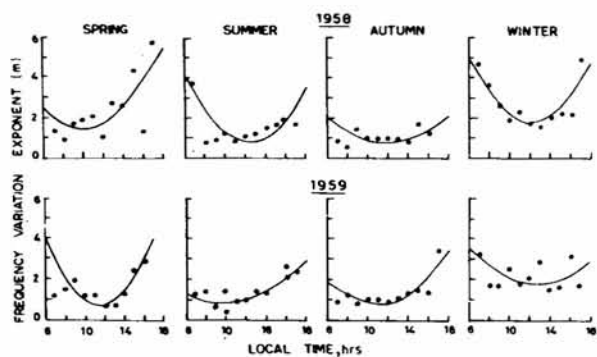 1958
SPRING SUMMER AUTUMN WINTER
EXPONENT (m)
6
4
2
0
1959
FREQUENCY VARIATION
6
4
2
0
6 10 14 18 6 10 14 18 6 10 14 18 6 10 14 18
LOCAL TIME, hrs